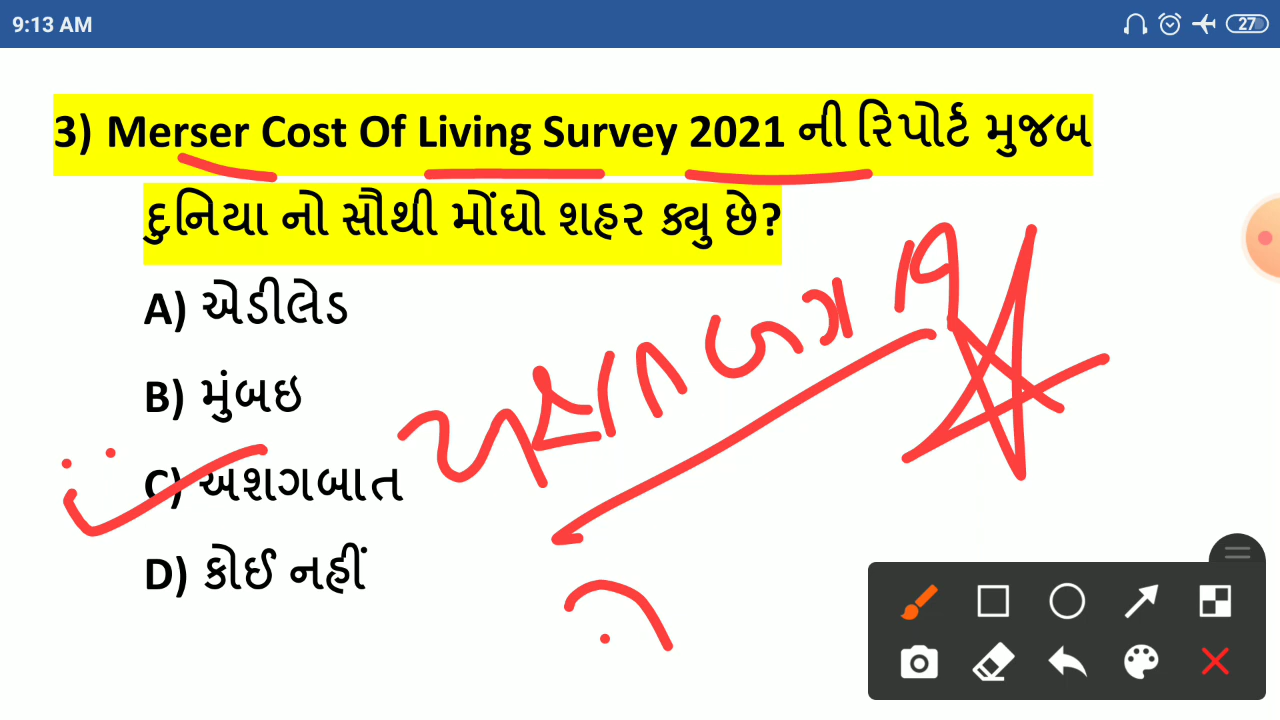 9:13 AM
27
3) Merser Cost Of Living Survey 2021 ની રિપોર્ટ મુજબ
દુનિયા નો સૌથી મોંઘો શહર ક્યુ છે?
A) એડીલેડ
B) મુંબઇ
C) અશગબાત
D) કોઈ નહીં